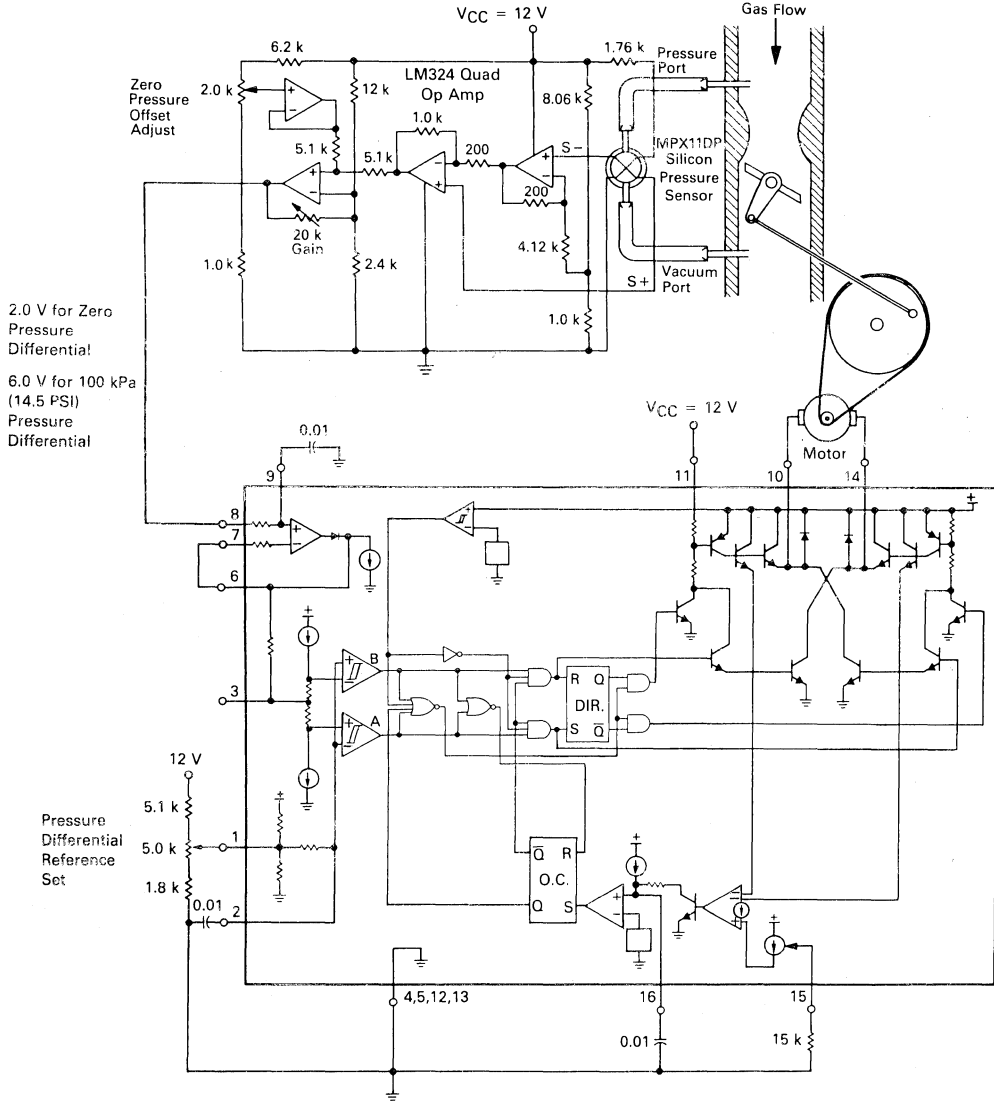 VCC = 12 V
Gas Flow
6.2 k
1.76 k
Pressure
Port
LM324 Quad
Op Amp
Zero
Pressure
Offset
Adjust
2.0 k
12 k
8.06 k
1.0 k
5.1 k
5.1 k
200
S-
MPX11DP
Silicon
Pressure
Sensor
200
20 k
Gain
4.12 k
1.0 k
2.4 k
S+
Vacuum
Port
1.0 k
2.0 V for Zero
Pressure
Differential
6.0 V for 100 kPa
(14.5 PSI)
Pressure
Differential
VCC = 12 V
Motor
0.01
9
11
10
14
8
7
6
3
B
A
R Q
DIR.
S Q̅
12 V
5.1 k
Pressure
Differential
Reference
Set
5.0 k
1
1.8 k
0.01
2
Q̅ R
O.C.
Q S
4,5,12,13
16
15
0.01
15 k